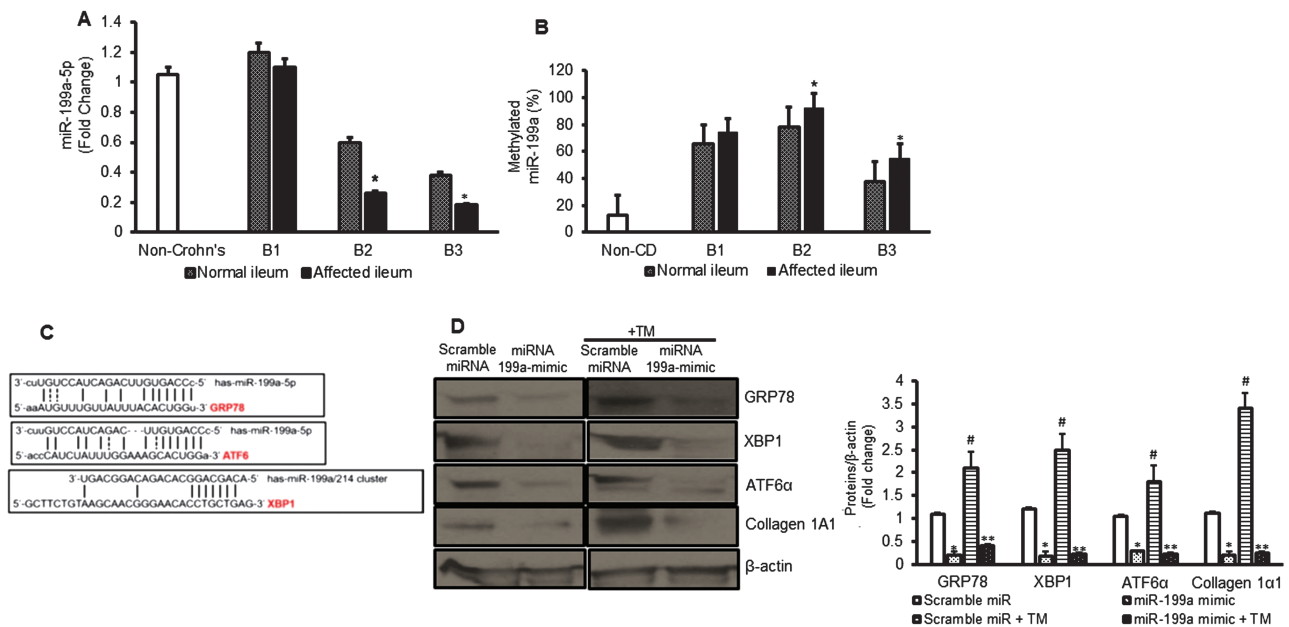 A
miR-199a-5p
(Fold Change)
1.4
1.2
1
0.8
0.6
0.4
0.2
0
*
*
Non-Crohn's B1 B2 B3
Normal ileum Affected ileum
B
Methylated
miR-199a (%)
120
100
80
60
40
20
0
*
*
Non-CD B1 B2 B3
Normal ileum Affected ileum
C
3´-cuUGUCCAUCAGACUUGUGACCc-5´ has-miR-199a-5p
5´-aaAUGUUUGUUAUUUACACUGGu-3´ GRP78
3´-cuuGUCCAUCAGAC- - -UUGUGACCc-5´ has-miR-199a-5p
5´-accCAUCUAUUUGGAAAGCACUGGa-3´ ATF6
3´-UGACGGACAGACACGGACGACA-5´ has-miR-199a/214 cluster
5´-GCTTCTGTAAGCAACGGGAACACCTGCTGAG-3´ XBP1
D
+TM
Scramble miRNA Scramble miRNA
miRNA 199a-mimic miRNA 199a-mimic
GRP78
XBP1
ATF6α
Collagen 1A1
β-actin
Proteins/β-actin
(Fold change)
4
3.5
3
2.5
2
1.5
1
0.5
0
* # **
* # **
* # **
* # **
GRP78 XBP1 ATF6α Collagen 1α1
Scramble miR miR-199a mimic
Scramble miR + TM miR-199a mimic + TM